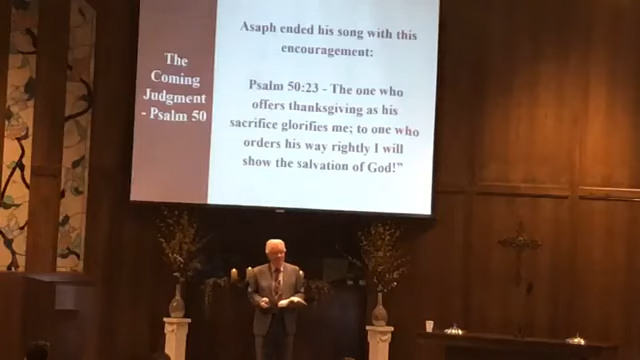 The
Coming
Judgment
- Psalm 50
Asaph ended his song with this
encouragement:
Psalm 50:23 - The one who
offers thanksgiving as his
sacrifice glorifies me; to one who
orders his way rightly I will
show the salvation of God!”